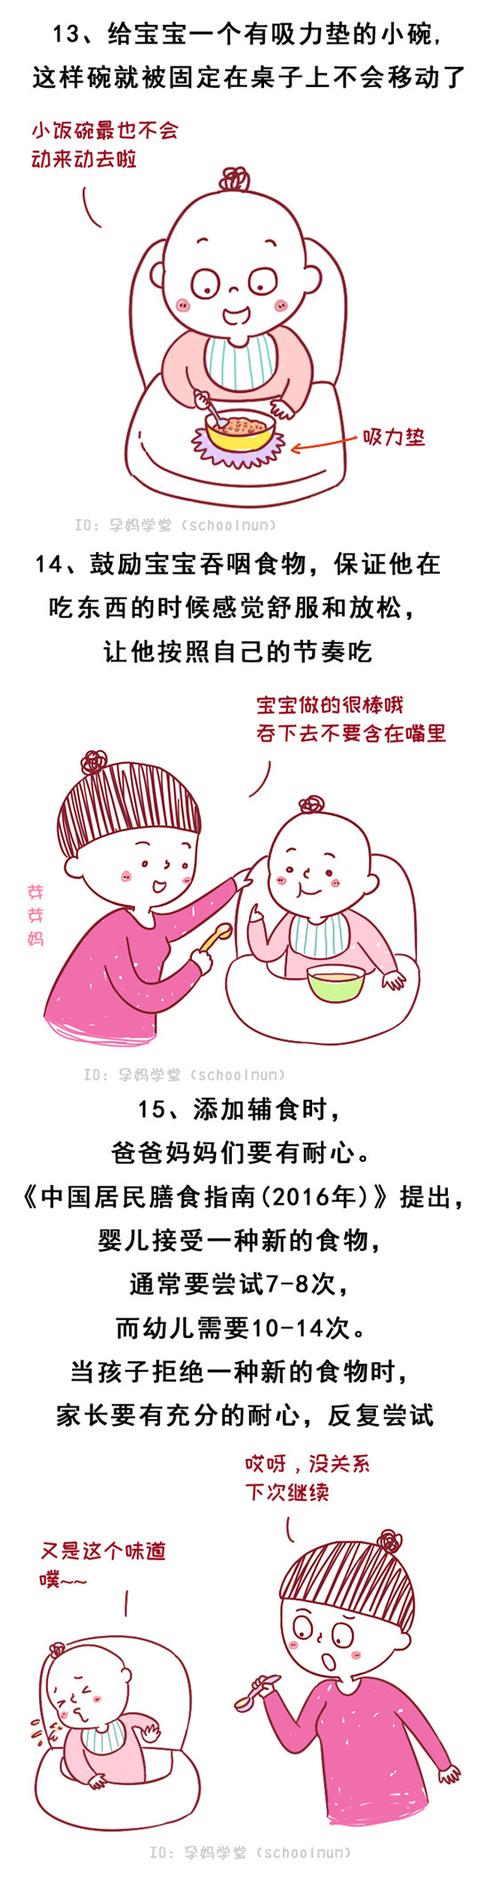 13、给宝宝一个有吸力垫的小碗,
这样碗就被固定在桌子上不会移动了
小饭碗最也不会
动来动去啦
吸力垫
ID: 孕妈学堂 (schoolnun)
14、鼓励宝宝吞咽食物，保证他在
吃东西的时候感觉舒服和放松，
让他按照自己的节奏吃
宝宝做的很棒哦
吞下去不要含在嘴里
芽芽妈
ID: 孕妈学堂 (schoolnun)
15、添加辅食时，
爸爸妈妈们要有耐心。
《中国居民膳食指南(2016年)》提出，
婴儿接受一种新的食物，
通常要尝试7-8次，
而幼儿需要10-14次。
当孩子拒绝一种新的食物时，
家长要有充分的耐心，反复尝试
哎呀，没关系
下次继续
又是这个味道
噗~~
ID: 孕妈学堂 (schoolnun)